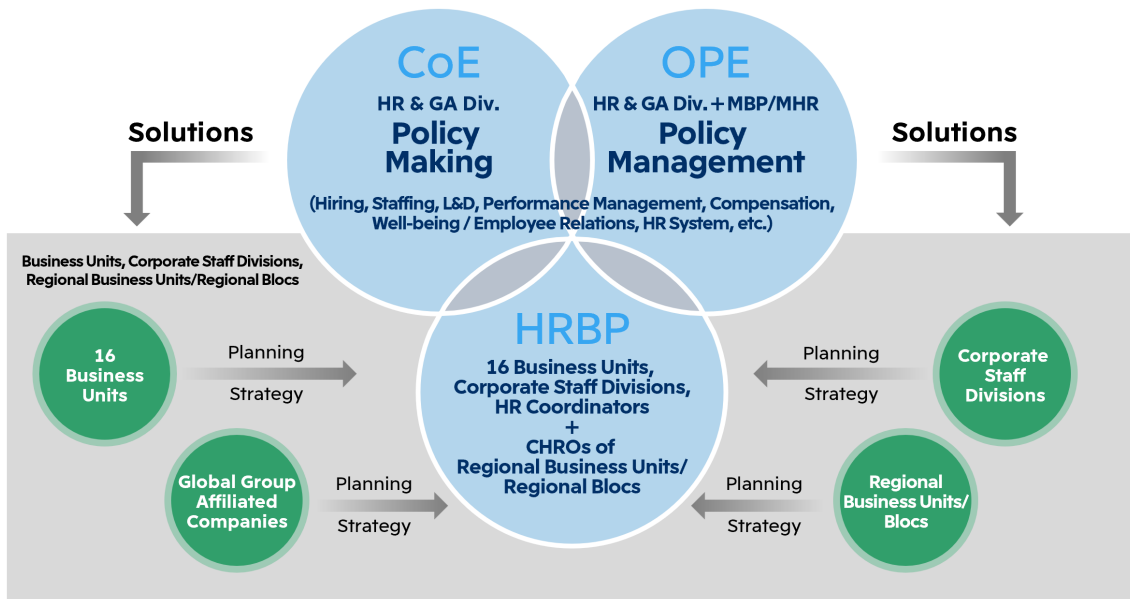 CoE
HR & GA Div.
Policy
Making
OPE
HR & GA Div.+MBP/MHR
Policy
Management
(Hiring, Staffing, L&D, Performance Management, Compensation,
Well-being / Employee Relations, HR System, etc.)
Solutions
Solutions
Business Units, Corporate Staff Divisions,
Regional Business Units/Regional Blocs
HRBP
16 Business Units,
Corporate Staff Divisions,
HR Coordinators
+
CHROs of
Regional Business Units/
Regional Blocs
16
Business
Units
Planning
Strategy
Global Group
Affiliated
Companies
Planning
Strategy
Planning
Strategy
Corporate
Staff
Divisions
Planning
Strategy
Regional
Business Units/
Blocs